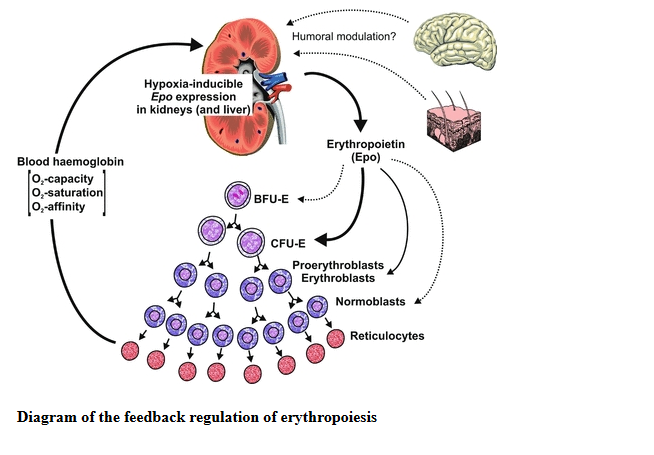 Humoral modulation?
Hypoxia-inducible
Epo expression
in kidneys (and liver)
Erythropoietin
(Epo)
Blood haemoglobin
O₂-capacity
O₂-saturation
O₂-affinity
BFU-E
CFU-E
Proerythroblasts
Erythroblasts
Normoblasts
Reticulocytes
Diagram of the feedback regulation of erythropoiesis